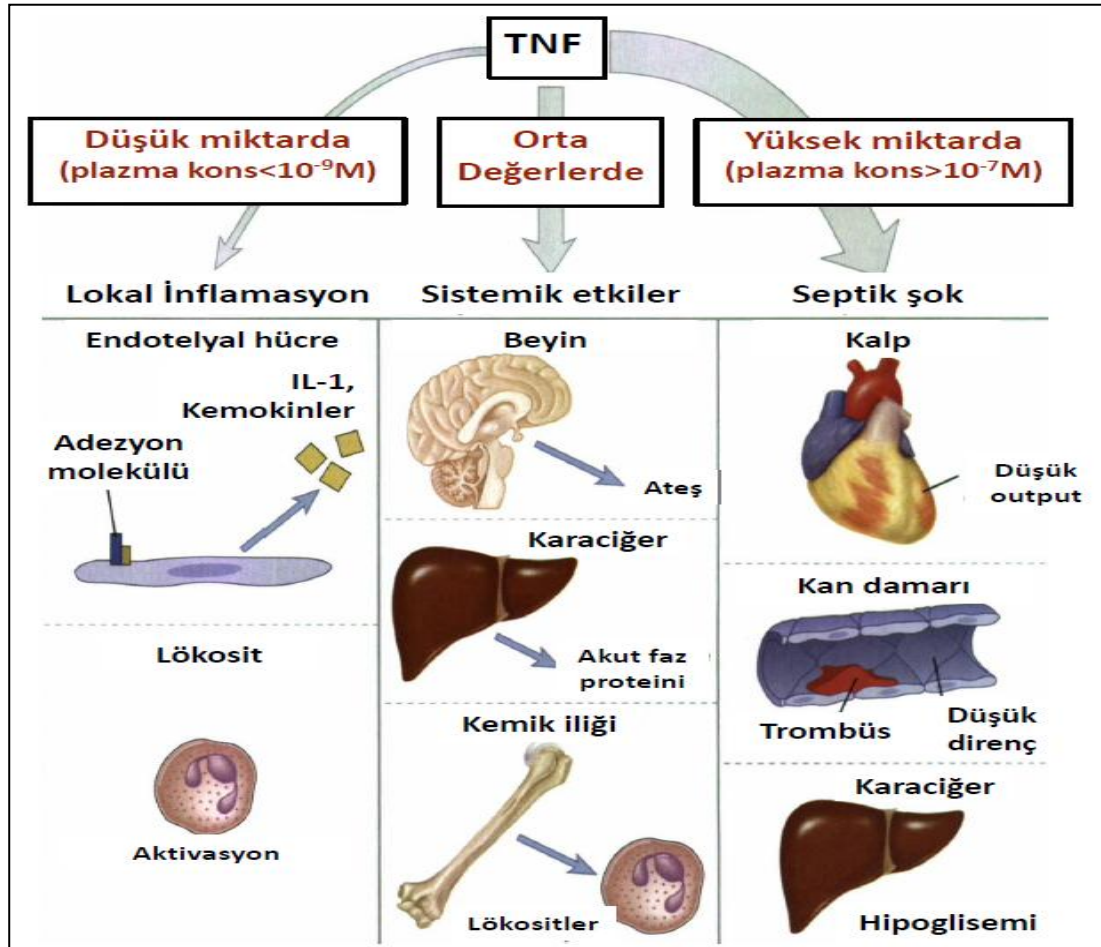 TNF
Düşük miktarda
(plazma kons<10⁻⁹M)
Orta
Değerlerde
Yüksek miktarda
(plazma kons>10⁻⁷M)
Lokal İnflamasyon
Endotelyal hücre
IL-1,
Kemokinler
Adezyon
molekülü
Lökosit
Aktivasyon
Sistemik etkiler
Beyin
Ateş
Karaciğer
Akut faz
proteini
Kemik iliği
Lökositler
Septik şok
Kalp
Düşük
output
Kan damarı
Trombüs
Düşük
direnç
Karaciğer
Hipoglisemi